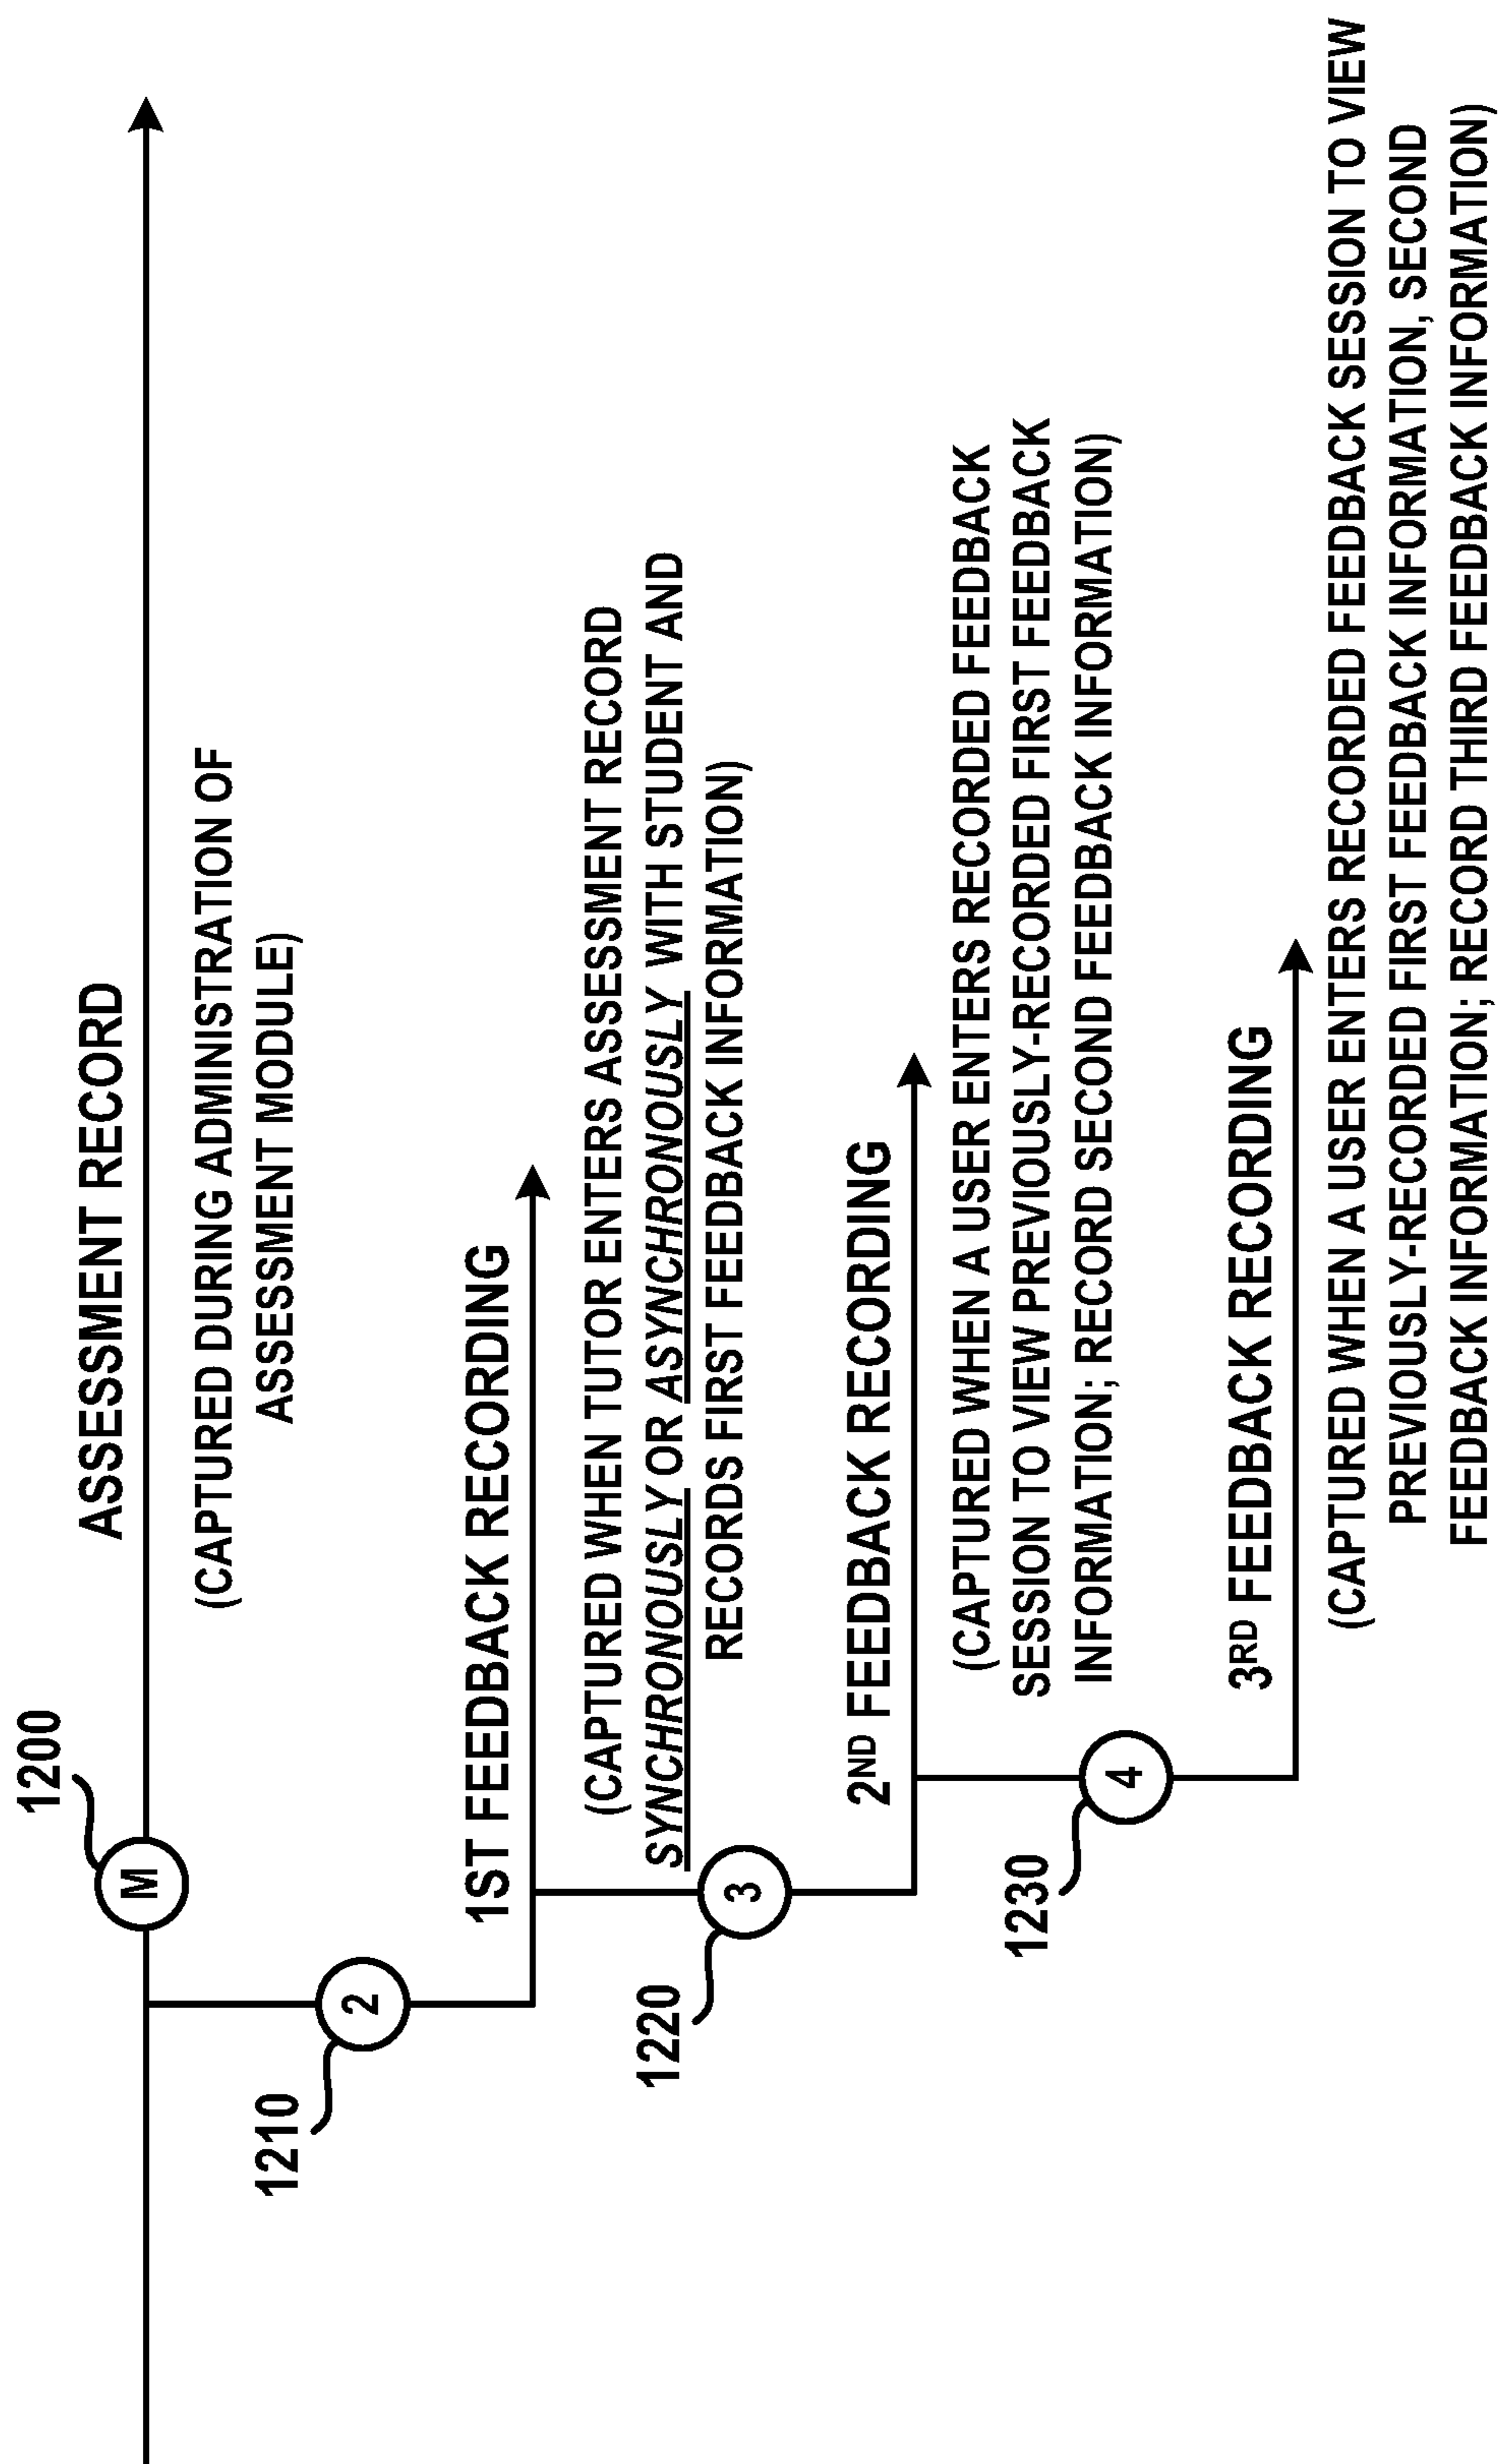 1200
M
ASSESSMENT RECORD
(CAPTURED DURING ADMINISTRATION OF
ASSESSMENT MODULE)
1210
2
1ST FEEDBACK RECORDING
(CAPTURED WHEN TUTOR ENTERS ASSESSMENT RECORD
SYNCHRONOUSLY OR ASYNCHRONOUSLY WITH STUDENT AND
RECORDS FIRST FEEDBACK INFORMATION)
1220
3
2ND FEEDBACK RECORDING
(CAPTURED WHEN A USER ENTERS RECORDED FEEDBACK
SESSION TO VIEW PREVIOUSLY-RECORDED FIRST FEEDBACK
INFORMATION; RECORD SECOND FEEDBACK INFORMATION)
1230
4
3RD FEEDBACK RECORDING
(CAPTURED WHEN A USER ENTERS RECORDED FEEDBACK SESSION TO VIEW
PREVIOUSLY-RECORDED FIRST FEEDBACK INFORMATION, SECOND
FEEDBACK INFORMATION; RECORD THIRD FEEDBACK INFORMATION)